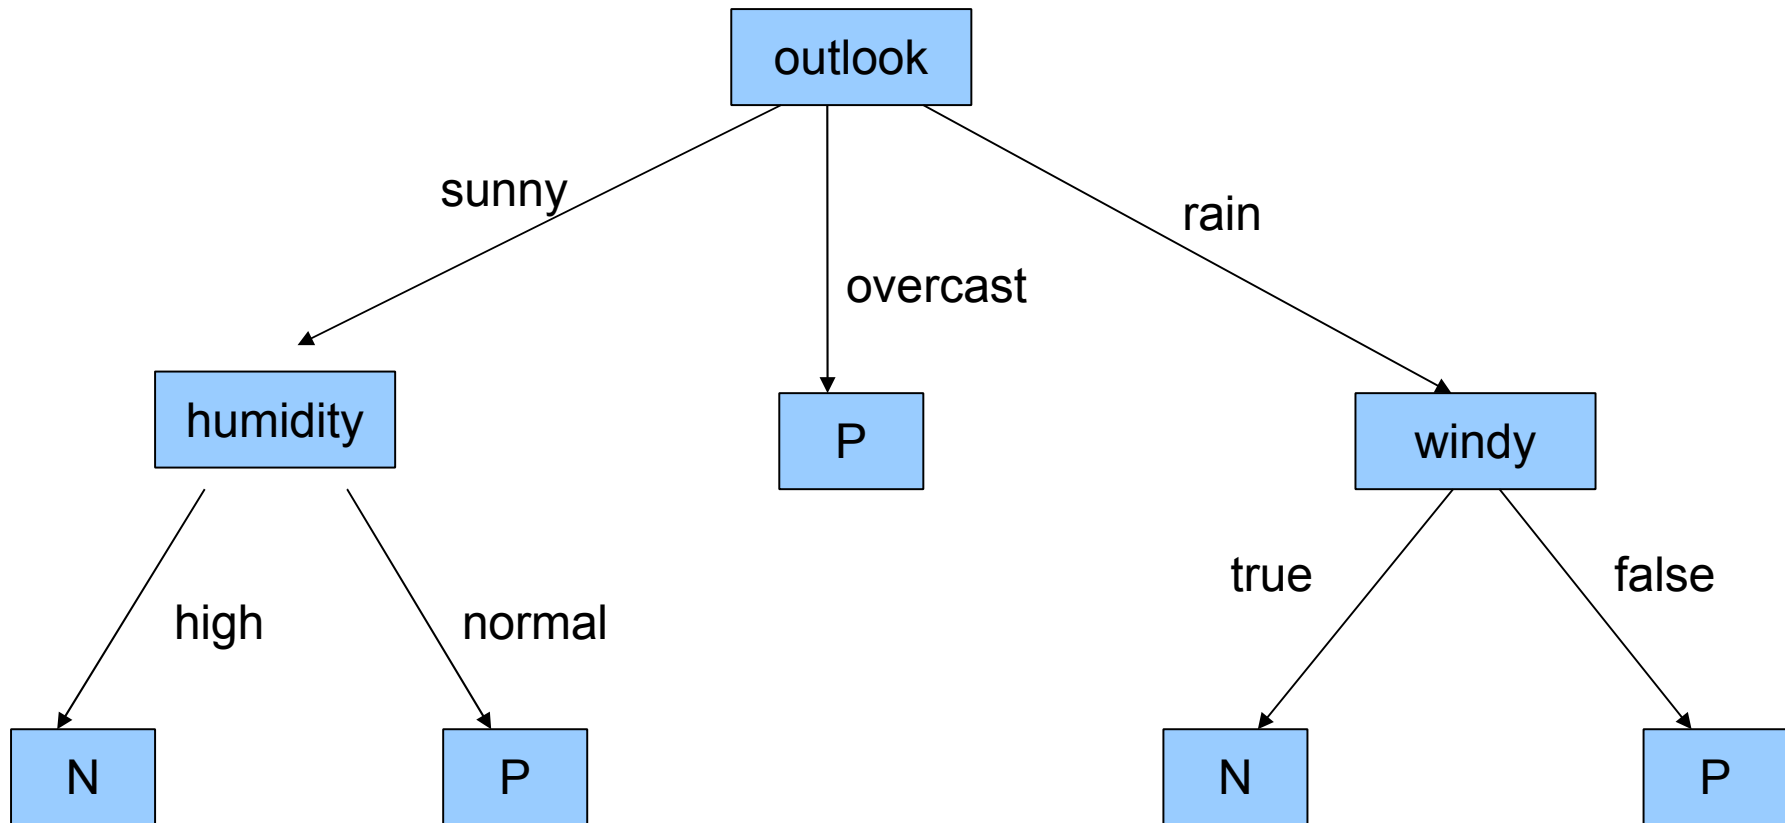 outlook
sunny
rain
overcast
humidity
P
windy
true
false
high
normal
N
P
N
P